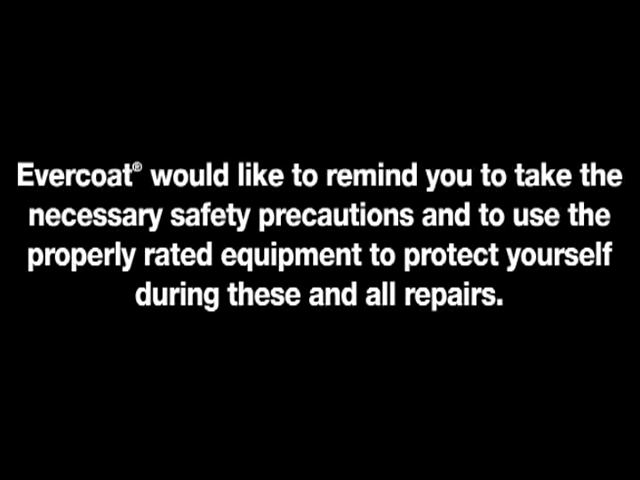 Evercoat® would like to remind you to take the
necessary safety precautions and to use the
properly rated equipment to protect yourself
during these and all repairs.